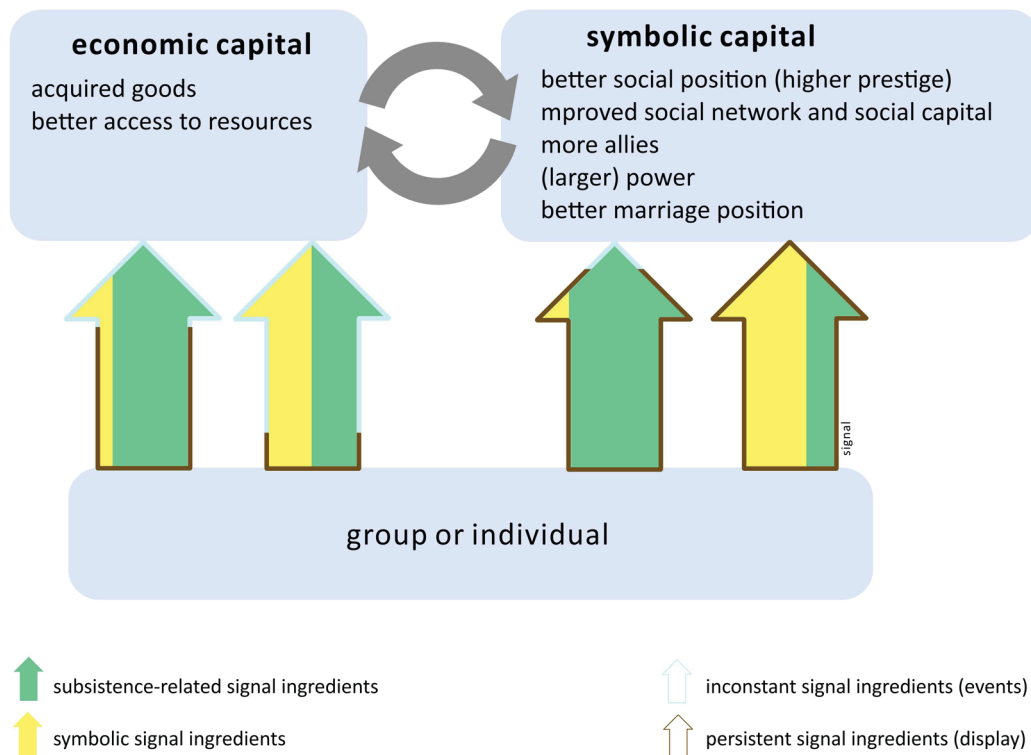 economic capital
acquired goods
better access to resources
symbolic capital
better social position (higher prestige)
mproved social network and social capital
more allies
(larger) power
better marriage position
signal
group or individual
subsistence-related signal ingredients
symbolic signal ingredients
inconstant signal ingredients (events)
persistent signal ingredients (display)